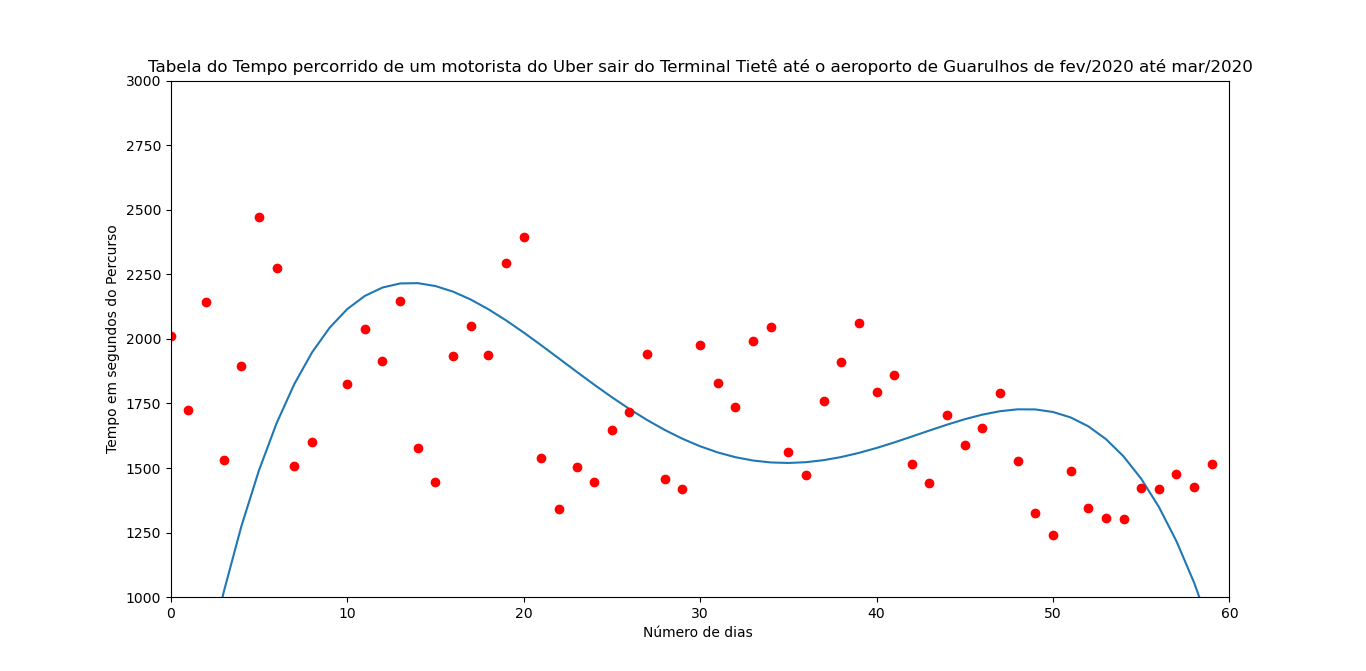 Tabela do Tempo percorrido de um motorista do Uber sair do Terminal Tietê até o aeroporto de Guarulhos de fev/2020 até mar/2020
3000
2750
2500
2250
2000
1750
1500
1250
1000
Tempo em segundos do Percurso
0 10 20 30 40 50 60
Número de dias